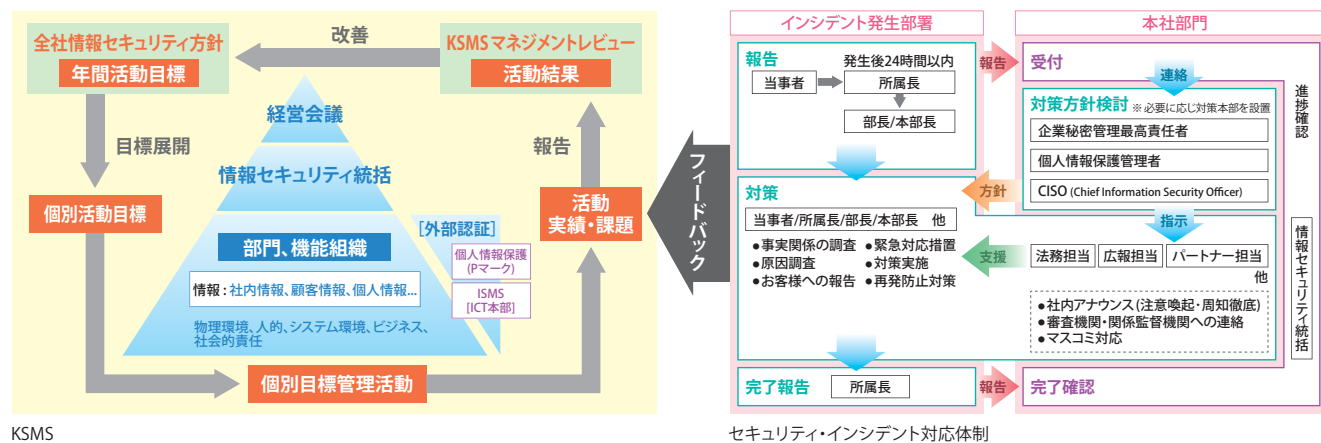 全社情報セキュリティ方針
年間活動目標
改善
KSMSマネジメントレビュー
活動結果
目標展開
報告
経営会議
情報セキュリティ統括
個別活動目標
活動
実績・課題
部門、機能組織
情報：社内情報、顧客情報、個人情報...
物理環境、人的、システム環境、ビジネス、
社会的責任
[外部認証]
個人情報保護
(Pマーク)
ISMS
[ICT本部]
個別目標管理活動
KSMS
フィードバック
インシデント発生部署
本社部門
報告
発生後24時間以内
当事者
所属長
部長/本部長
報告
受付
連絡
対策方針検討 ※必要に応じ対策本部を設置
企業秘密管理最高責任者
個人情報保護管理者
CISO (Chief Information Security Officer)
進捗確認
方針
対策
当事者/所属長/部長/本部長 他
●事実関係の調査 ●緊急対応措置
●原因調査 ●対策実施
●お客様への報告 ●再発防止対策
指示
支援
法務担当 広報担当 パートナー担当
他
●社内アナウンス(注意喚起・周知徹底)
●審査機関・関係監督機関への連絡
●マスコミ対応
情報セキュリティ統括
完了報告
所属長
報告
完了確認
セキュリティ・インシデント対応体制